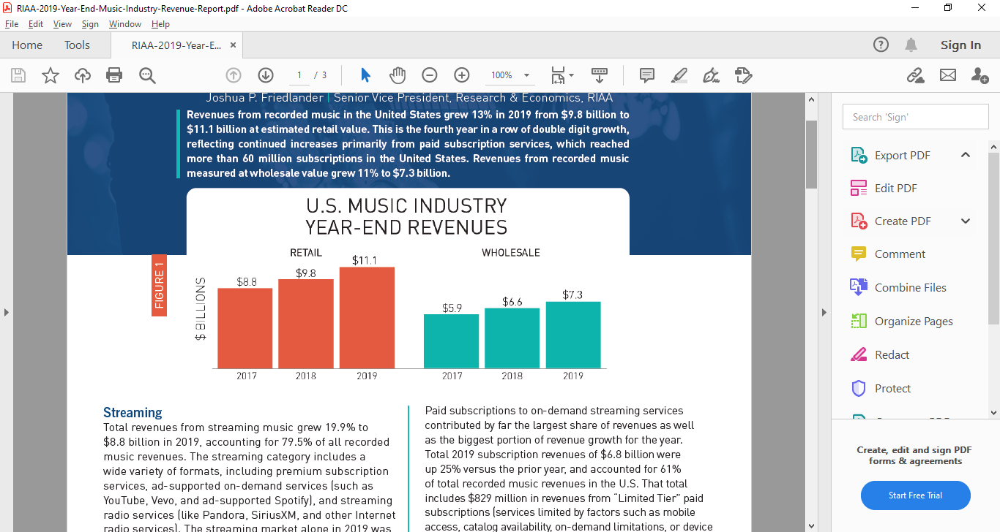 RIAA-2019-Year-End-Music-Industry-Revenue-Report.pdf - Adobe Acrobat Reader DC
File Edit View Sign Window Help
Home Tools RIAA-2019-Year-E... × Sign In
1 / 3 100%
Joshua P. Friedlander | Senior Vice President, Research & Economics, RIAA
Revenues from recorded music in the United States grew 13% in 2019 from $9.8 billion to
$11.1 billion at estimated retail value. This is the fourth year in a row of double digit growth,
reflecting continued increases primarily from paid subscription services, which reached
more than 60 million subscriptions in the United States. Revenues from recorded music
measured at wholesale value grew 11% to $7.3 billion.
U.S. MUSIC INDUSTRY
YEAR-END REVENUES
FIGURE 1
$ BILLIONS
RETAIL
$8.8 $9.8 $11.1
2017 2018 2019
WHOLESALE
$5.9 $6.6 $7.3
2017 2018 2019
Streaming
Total revenues from streaming music grew 19.9% to
$8.8 billion in 2019, accounting for 79.5% of all recorded
music revenues. The streaming category includes a
wide variety of formats, including premium subscription
services, ad-supported on-demand services (such as
YouTube, Vevo, and ad-supported Spotify), and streaming
radio services (like Pandora, SiriusXM, and other Internet
radio services). The streaming market alone in 2019 was
Paid subscriptions to on-demand streaming services
contributed by far the largest share of revenues as well
as the biggest portion of revenue growth for the year.
Total 2019 subscription revenues of $6.8 billion were
up 25% versus the prior year, and accounted for 61%
of total recorded music revenues in the U.S. That total
includes $829 million in revenues from “Limited Tier” paid
subscriptions (services limited by factors such as mobile
access, catalog availability, on-demand limitations, or device
Search 'Sign'
Export PDF
Edit PDF
Create PDF
Comment
Combine Files
Organize Pages
Redact
Protect
Create, edit and sign PDF
forms & agreements
Start Free Trial